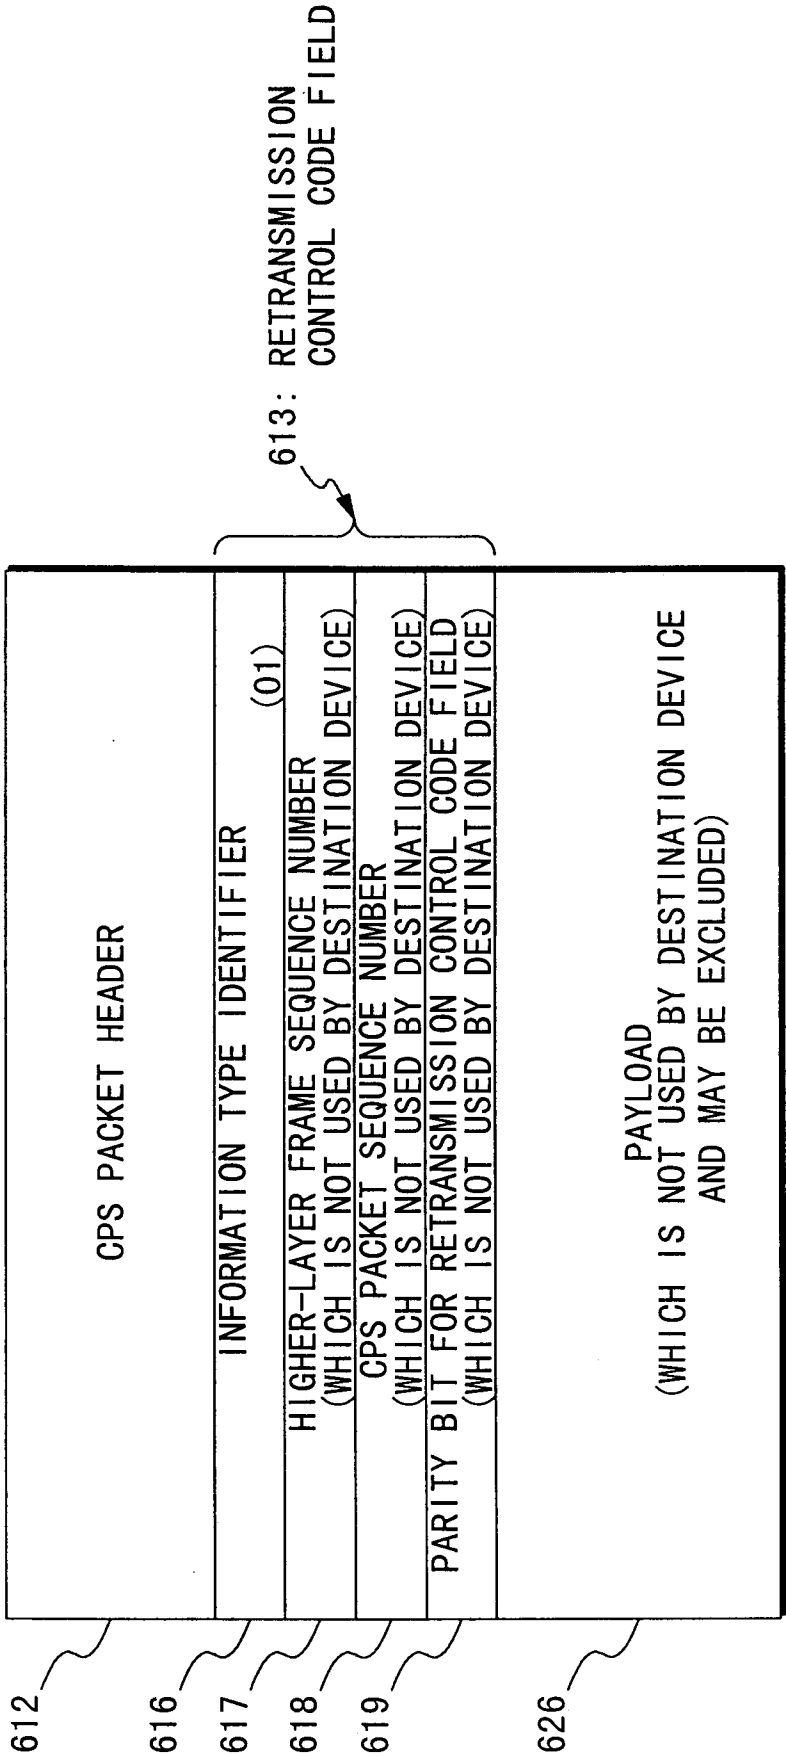 613: RETRANSMISSION
CONTROL CODE FIELD
612
CPS PACKET HEADER
616
INFORMATION TYPE IDENTIFIER
(01)
617
HIGHER-LAYER FRAME SEQUENCE NUMBER
(WHICH IS NOT USED BY DESTINATION DEVICE)
618
CPS PACKET SEQUENCE NUMBER
(WHICH IS NOT USED BY DESTINATION DEVICE)
619
PARITY BIT FOR RETRANSMISSION CONTROL CODE FIELD
(WHICH IS NOT USED BY DESTINATION DEVICE)
626
PAYLOAD
(WHICH IS NOT USED BY DESTINATION DEVICE
AND MAY BE EXCLUDED)